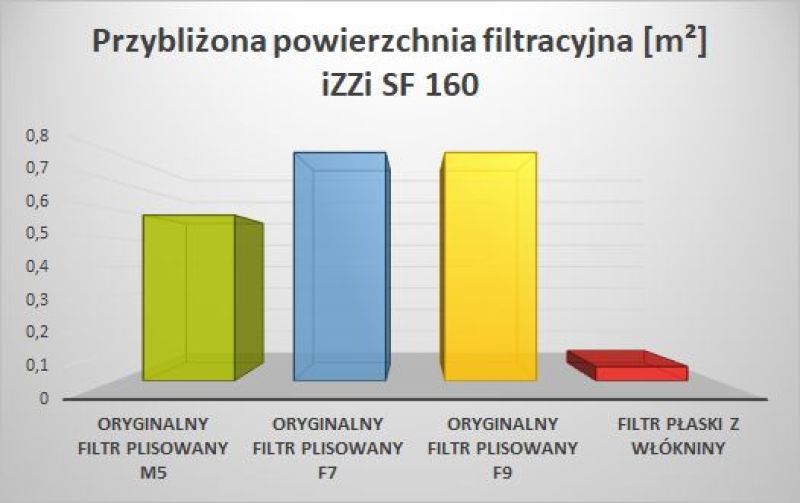 Przybliżona powierzchnia filtracyjna [m²]
iZZi SF 160
0,8
0,7
0,6
0,5
0,4
0,3
0,2
0,1
0
ORYGINALNY
FILTR PLISOWANY
M5
ORYGINALNY
FILTR PLISOWANY
F7
ORYGINALNY
FILTR PLISOWANY
F9
FILTR PŁASKI Z
WŁÓKNINY